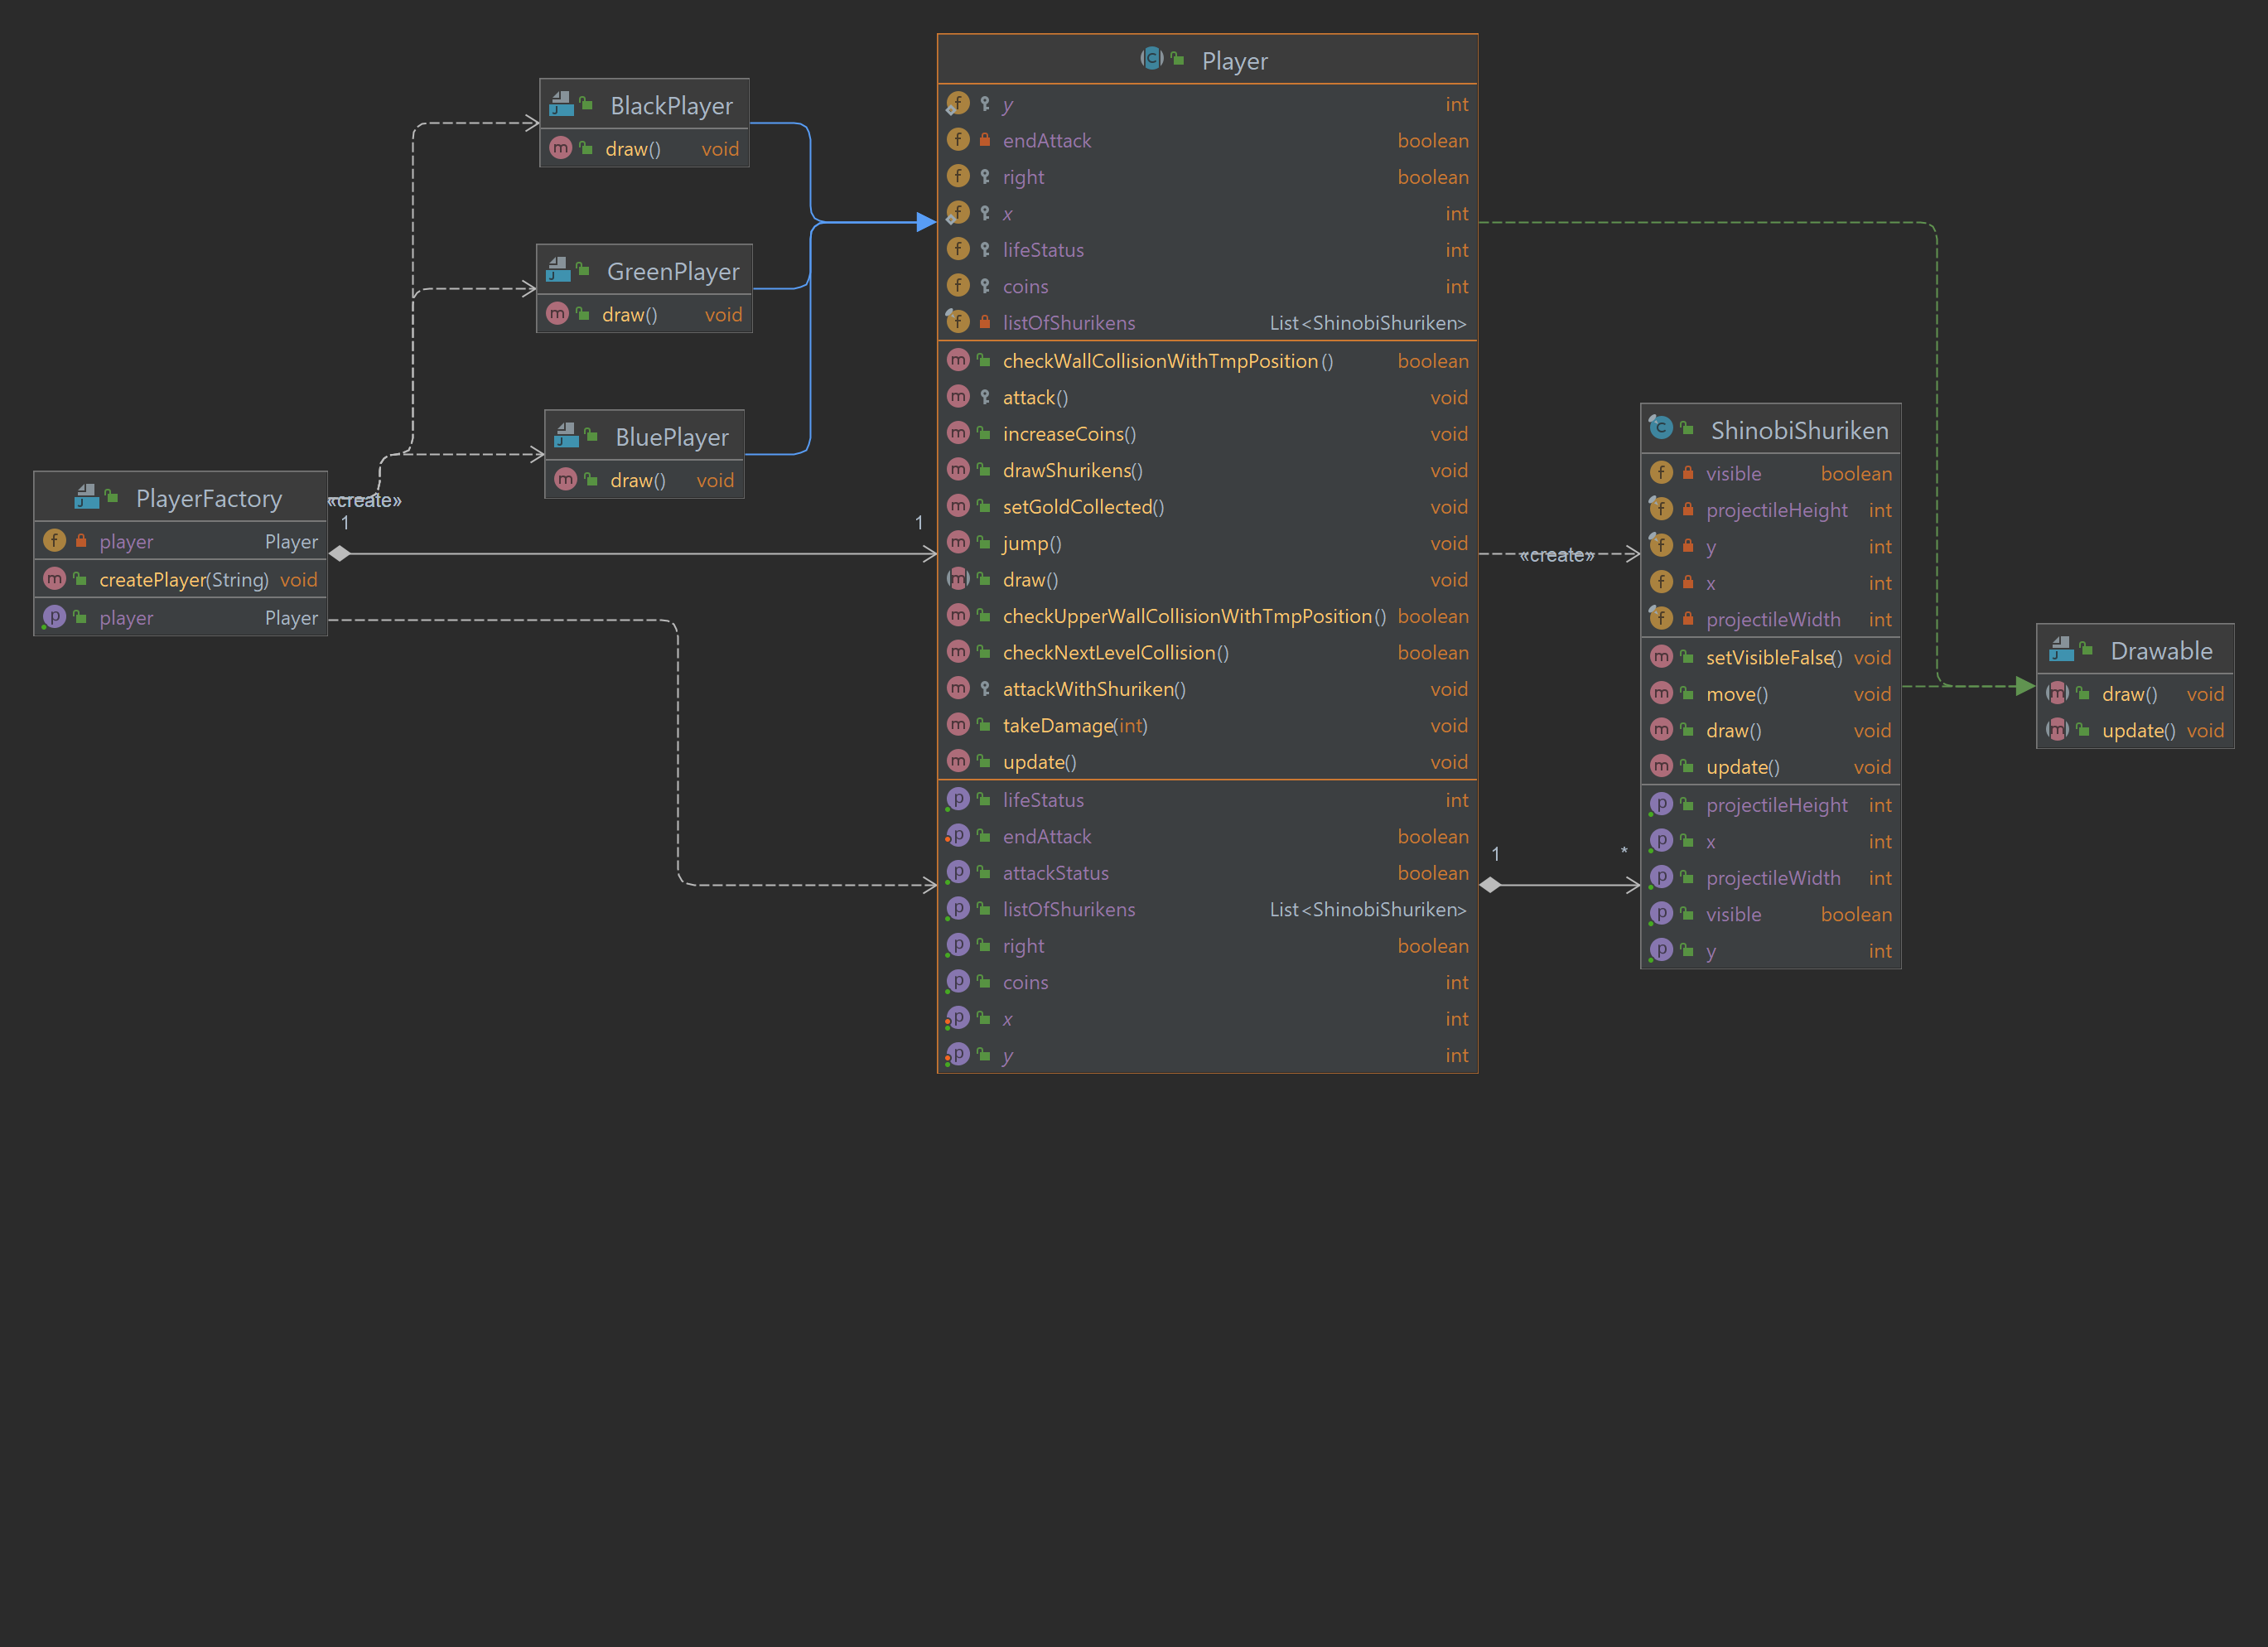 BlackPlayer
draw() void
GreenPlayer
draw() void
BluePlayer
draw() void
PlayerFactory
player Player
createPlayer(String) void
player Player
«create»
1
1
Player
y int
endAttack boolean
right boolean
x int
lifeStatus int
coins int
listOfShurikens List<ShinobiShuriken>
checkWallCollisionWithTmpPosition() boolean
attack() void
increaseCoins() void
drawShurikens() void
setGoldCollected() void
jump() void
draw() void
checkUpperWallCollisionWithTmpPosition() boolean
checkNextLevelCollision() boolean
attackWithShuriken() void
takeDamage(int) void
update() void
lifeStatus int
endAttack boolean
attackStatus boolean
listOfShurikens List<ShinobiShuriken>
right boolean
coins int
x int
y int
«create»
1
*
ShinobiShuriken
visible boolean
projectileHeight int
y int
x int
projectileWidth int
setVisibleFalse() void
move() void
draw() void
update() void
projectileHeight int
x int
projectileWidth int
visible boolean
y int
Drawable
draw() void
update() void